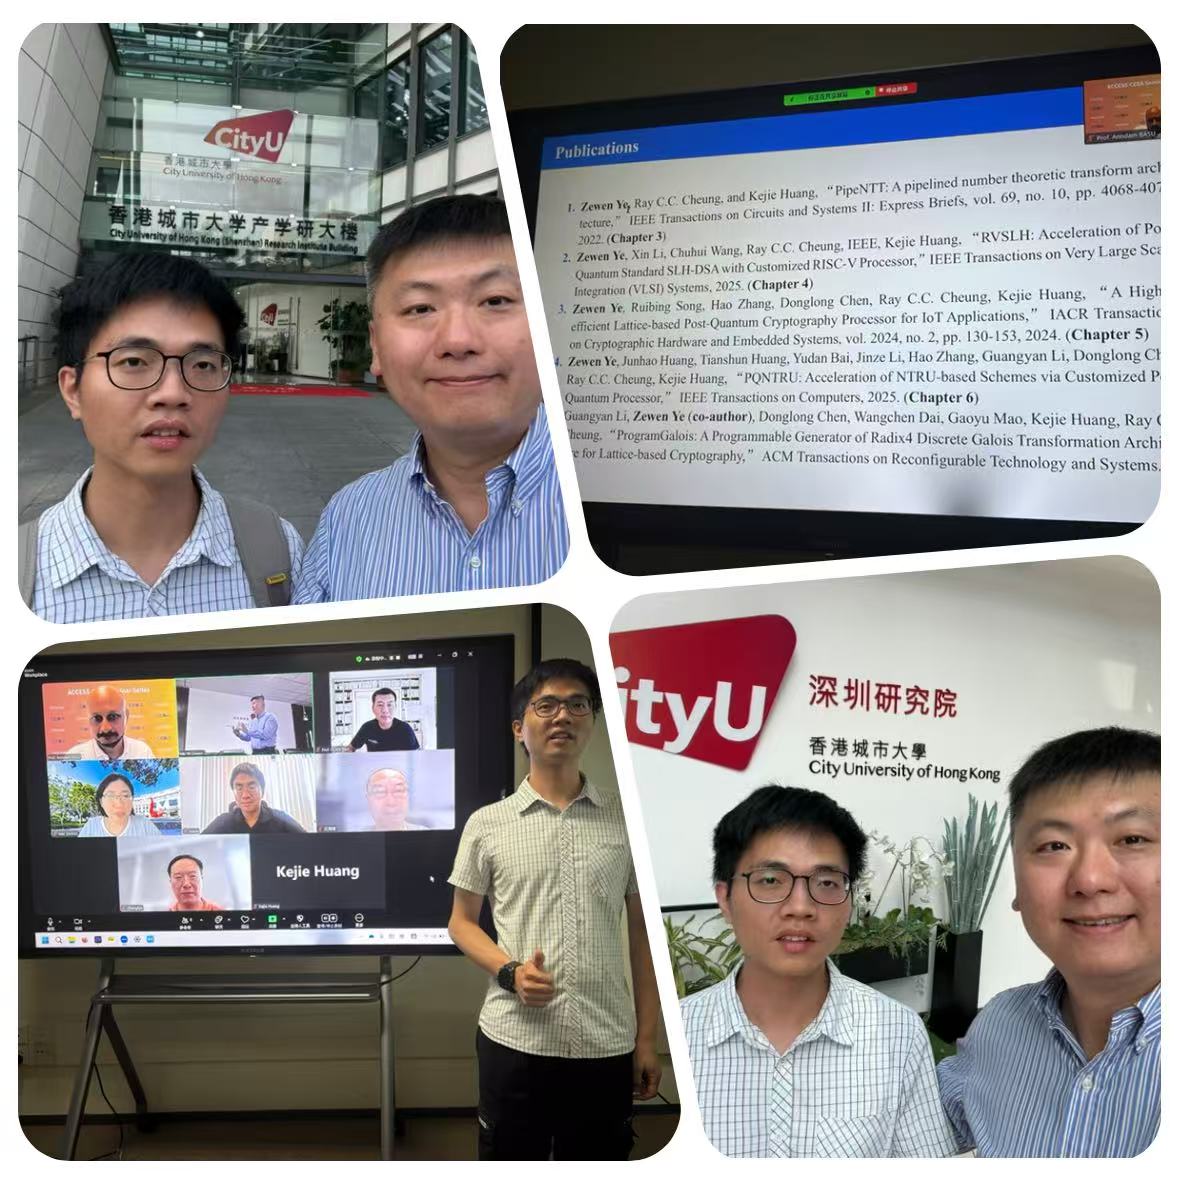 CityU
香港城市大學
City University of Hong Kong
香港城市大学产学研大楼
City University of Hong Kong (Shenzhen) Research Institute Building
CityU
Publications
Prof. Arindam BASU
1. Zewen Ye, Ray C.C. Cheung, and Kejie Huang, “PipeNTT: A pipelined number theoretic transform arc
tecture,” IEEE Transactions on Circuits and Systems II: Express Briefs, vol. 69, no. 10, pp. 4068-407
2022. (Chapter 3)
2. Zewen Ye, Xin Li, Chuhui Wang, Ray C.C. Cheung, IEEE, Kejie Huang, “RVSLH: Acceleration of Po
Quantum Standard SLH-DSA with Customized RISC-V Processor,” IEEE Transactions on Very Large Sca
Integration (VLSI) Systems, 2025. (Chapter 4)
3. Zewen Ye, Ruibing Song, Hao Zhang, Donglong Chen, Ray C.C. Cheung, Kejie Huang, “A High
efficient Lattice-based Post-Quantum Cryptography Processor for IoT Applications,” IACR Transactio
on Cryptographic Hardware and Embedded Systems, vol. 2024, no. 2, pp. 130-153, 2024. (Chapter 5)
4. Zewen Ye, Junhao Huang, Tianshun Huang, Yudan Bai, Jinze Li, Hao Zhang, Guangyan Li, Donglong Ch
Ray C.C. Cheung, Kejie Huang, “PQNTRU: Acceleration of NTRU-based Schemes via Customized P
Quantum Processor,” IEEE Transactions on Computers, 2025. (Chapter 6)
Guangyan Li, Zewen Ye (co-author), Donglong Chen, Wangchen Dai, Gaoyu Mao, Kejie Huang, Ray C
heung, “ProgramGalois: A Programmable Generator of Radix4 Discrete Galois Transformation Archi
e for Lattice-based Cryptography,” ACM Transactions on Reconfigurable Technology and Systems.
Workplace
Kejie Huang
Kejie Huang
ityU
深圳研究院
香港城市大學
City University of Hong Kong